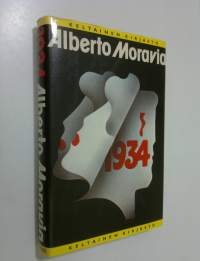 KELTAINEN KIRJASTO
Alberto Moravia
1934
KELTAINEN KIRJASTO
1934 Alberto Moravia